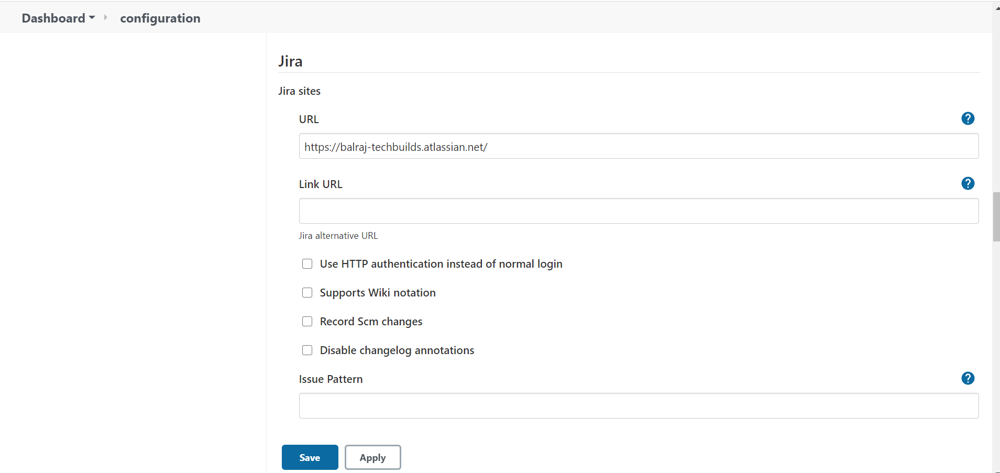 Dashboard configuration
Jira
Jira sites
URL
?
https://balraj-techbuilds.atlassian.net/
Link URL
?
Jira alternative URL
Use HTTP authentication instead of normal login
Supports Wiki notation
Record Scm changes
Disable changelog annotations
Issue Pattern
?
Save Apply